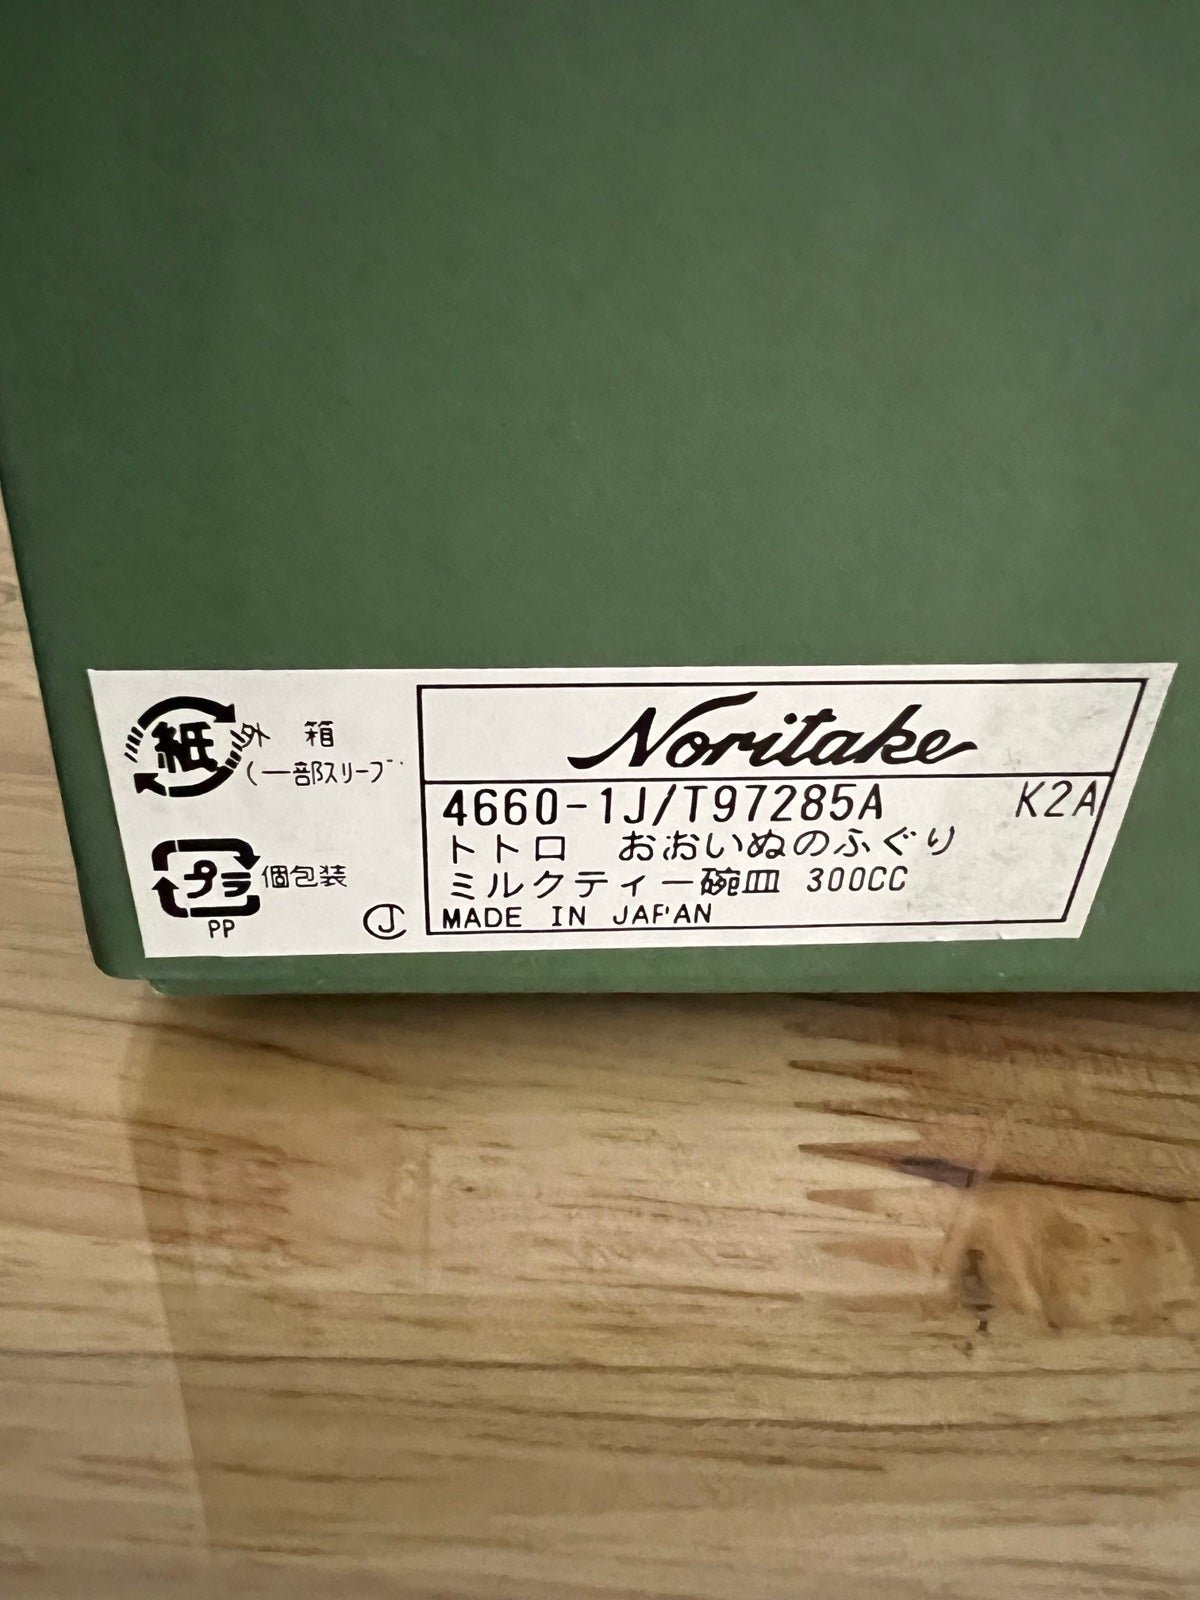 紙 外 箱
(一部スリーブ
プラ 個包装
PP
J
Noritake
4660-1J/T97285A K2A
トトロ おおいぬのふぐり
ミルクティー碗皿 300CC
MADE IN JAPAN